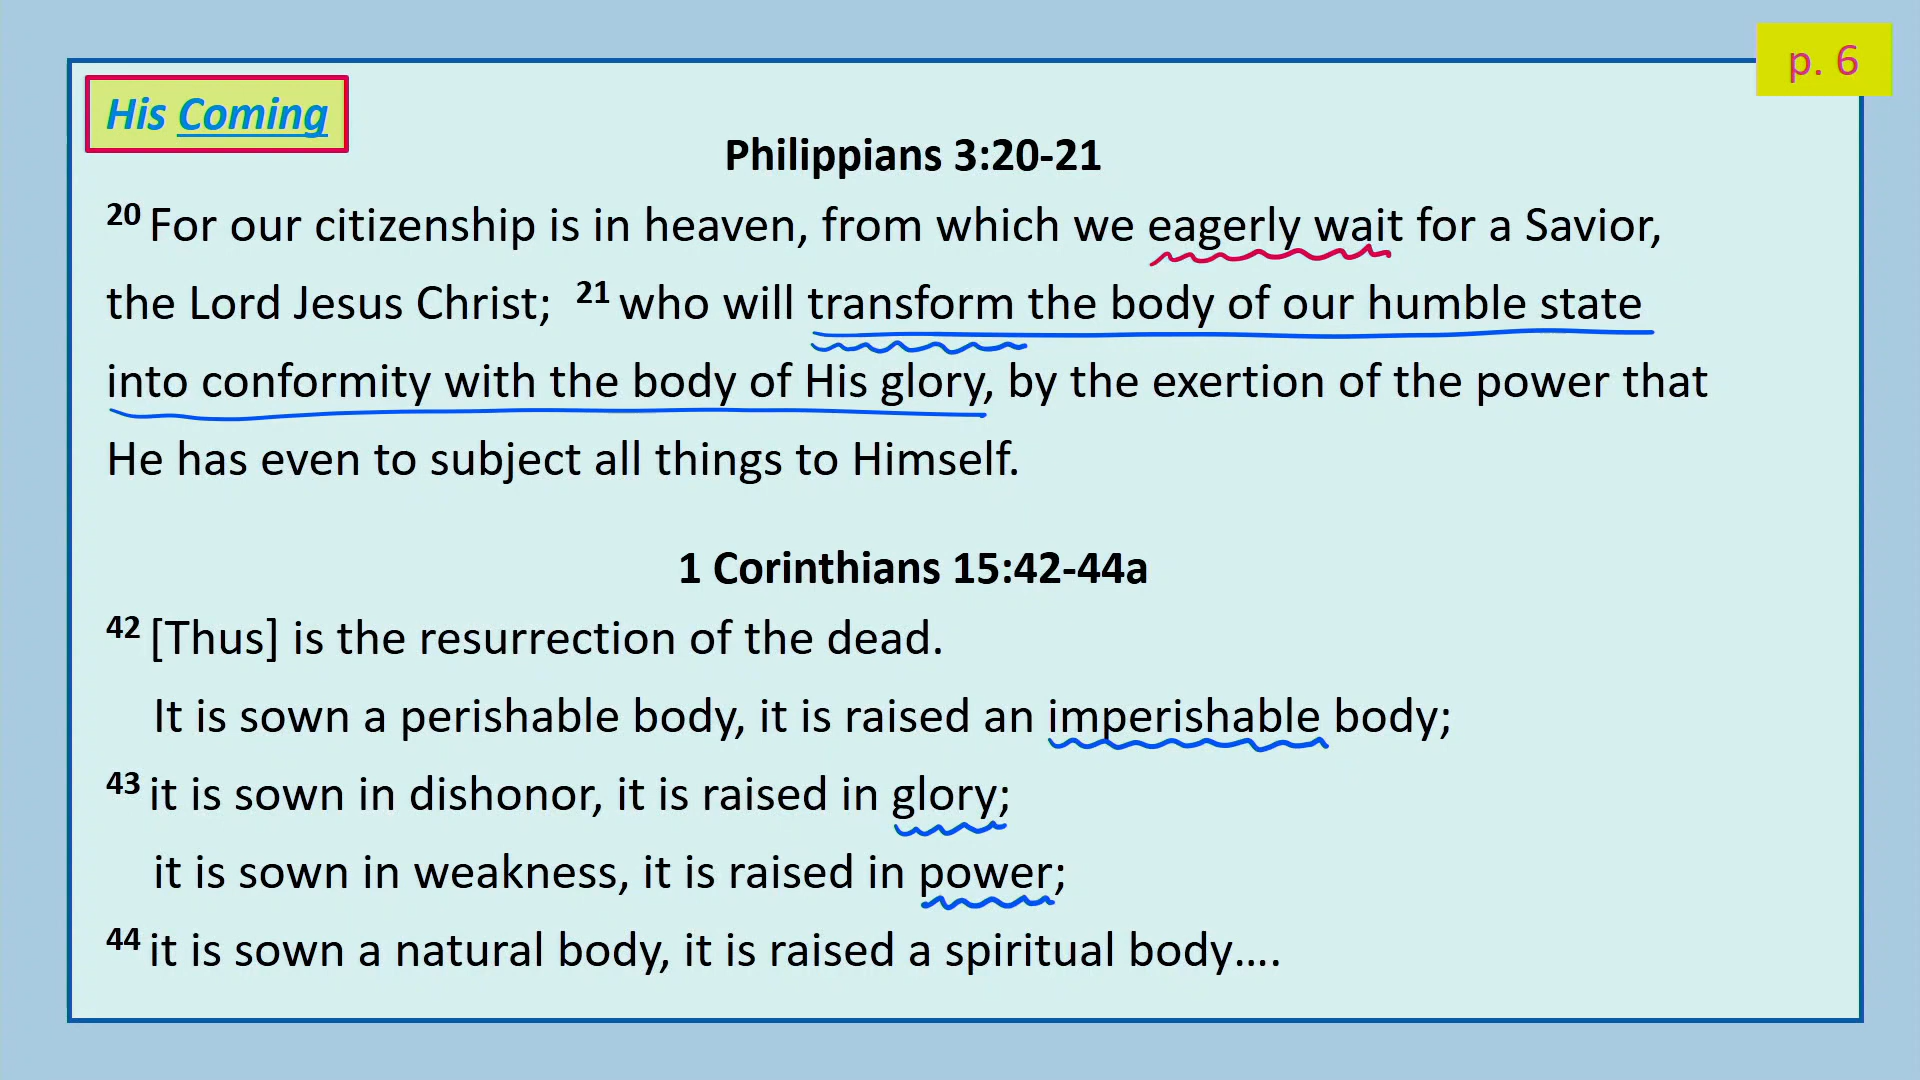 p. 6
His Coming
Philippians 3:20-21
20 For our citizenship is in heaven, from which we eagerly wait for a Savior,
the Lord Jesus Christ; 21 who will transform the body of our humble state
into conformity with the body of His glory, by the exertion of the power that
He has even to subject all things to Himself.
1 Corinthians 15:42-44a
42 [Thus] is the resurrection of the dead.
It is sown a perishable body, it is raised an imperishable body;
43 it is sown in dishonor, it is raised in glory;
it is sown in weakness, it is raised in power;
44 it is sown a natural body, it is raised a spiritual body….